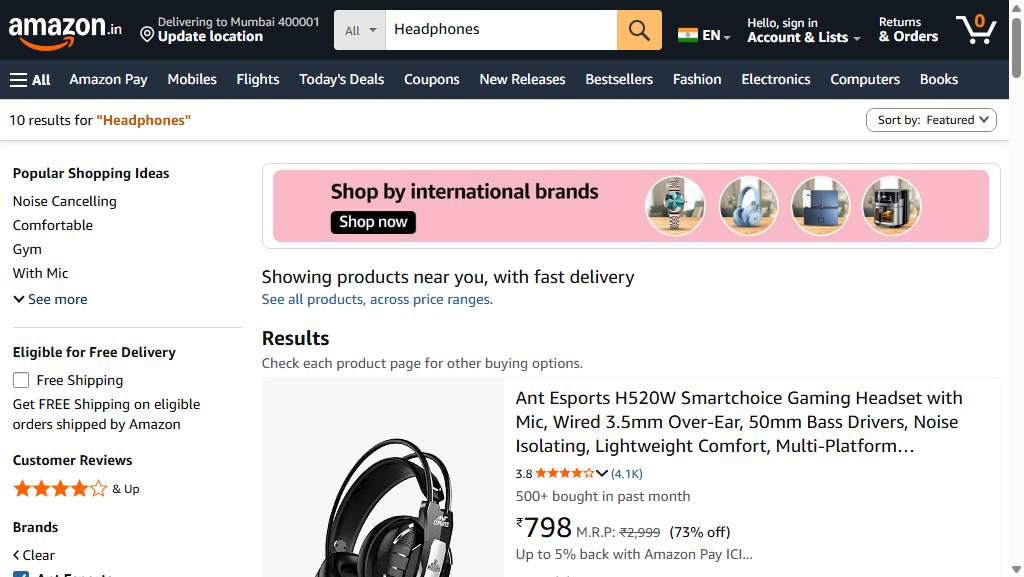 amazon.in
Delivering to Mumbai 400001
Update location
All
Headphones
EN
Hello, sign in
Account & Lists
Returns
& Orders
0
All
Amazon Pay
Mobiles
Flights
Today's Deals
Coupons
New Releases
Bestsellers
Fashion
Electronics
Computers
Books
10 results for "Headphones"
Sort by: Featured
Popular Shopping Ideas
Noise Cancelling
Comfortable
Gym
With Mic
See more
Eligible for Free Delivery
Free Shipping
Get FREE Shipping on eligible
orders shipped by Amazon
Customer Reviews
& Up
Brands
Clear
Ant Esports
Shop by international brands
Shop now
Showing products near you, with fast delivery
See all products, across price ranges.
Results
Check each product page for other buying options.
Ant Esports H520W Smartchoice Gaming Headset with
Mic, Wired 3.5mm Over-Ear, 50mm Bass Drivers, Noise
Isolating, Lightweight Comfort, Multi-Platform…
3.8 (4.1K)
500+ bought in past month
₹798 M.R.P: ₹2,999 (73% off)
Up to 5% back with Amazon Pay ICI…
ANT
ESPORTS